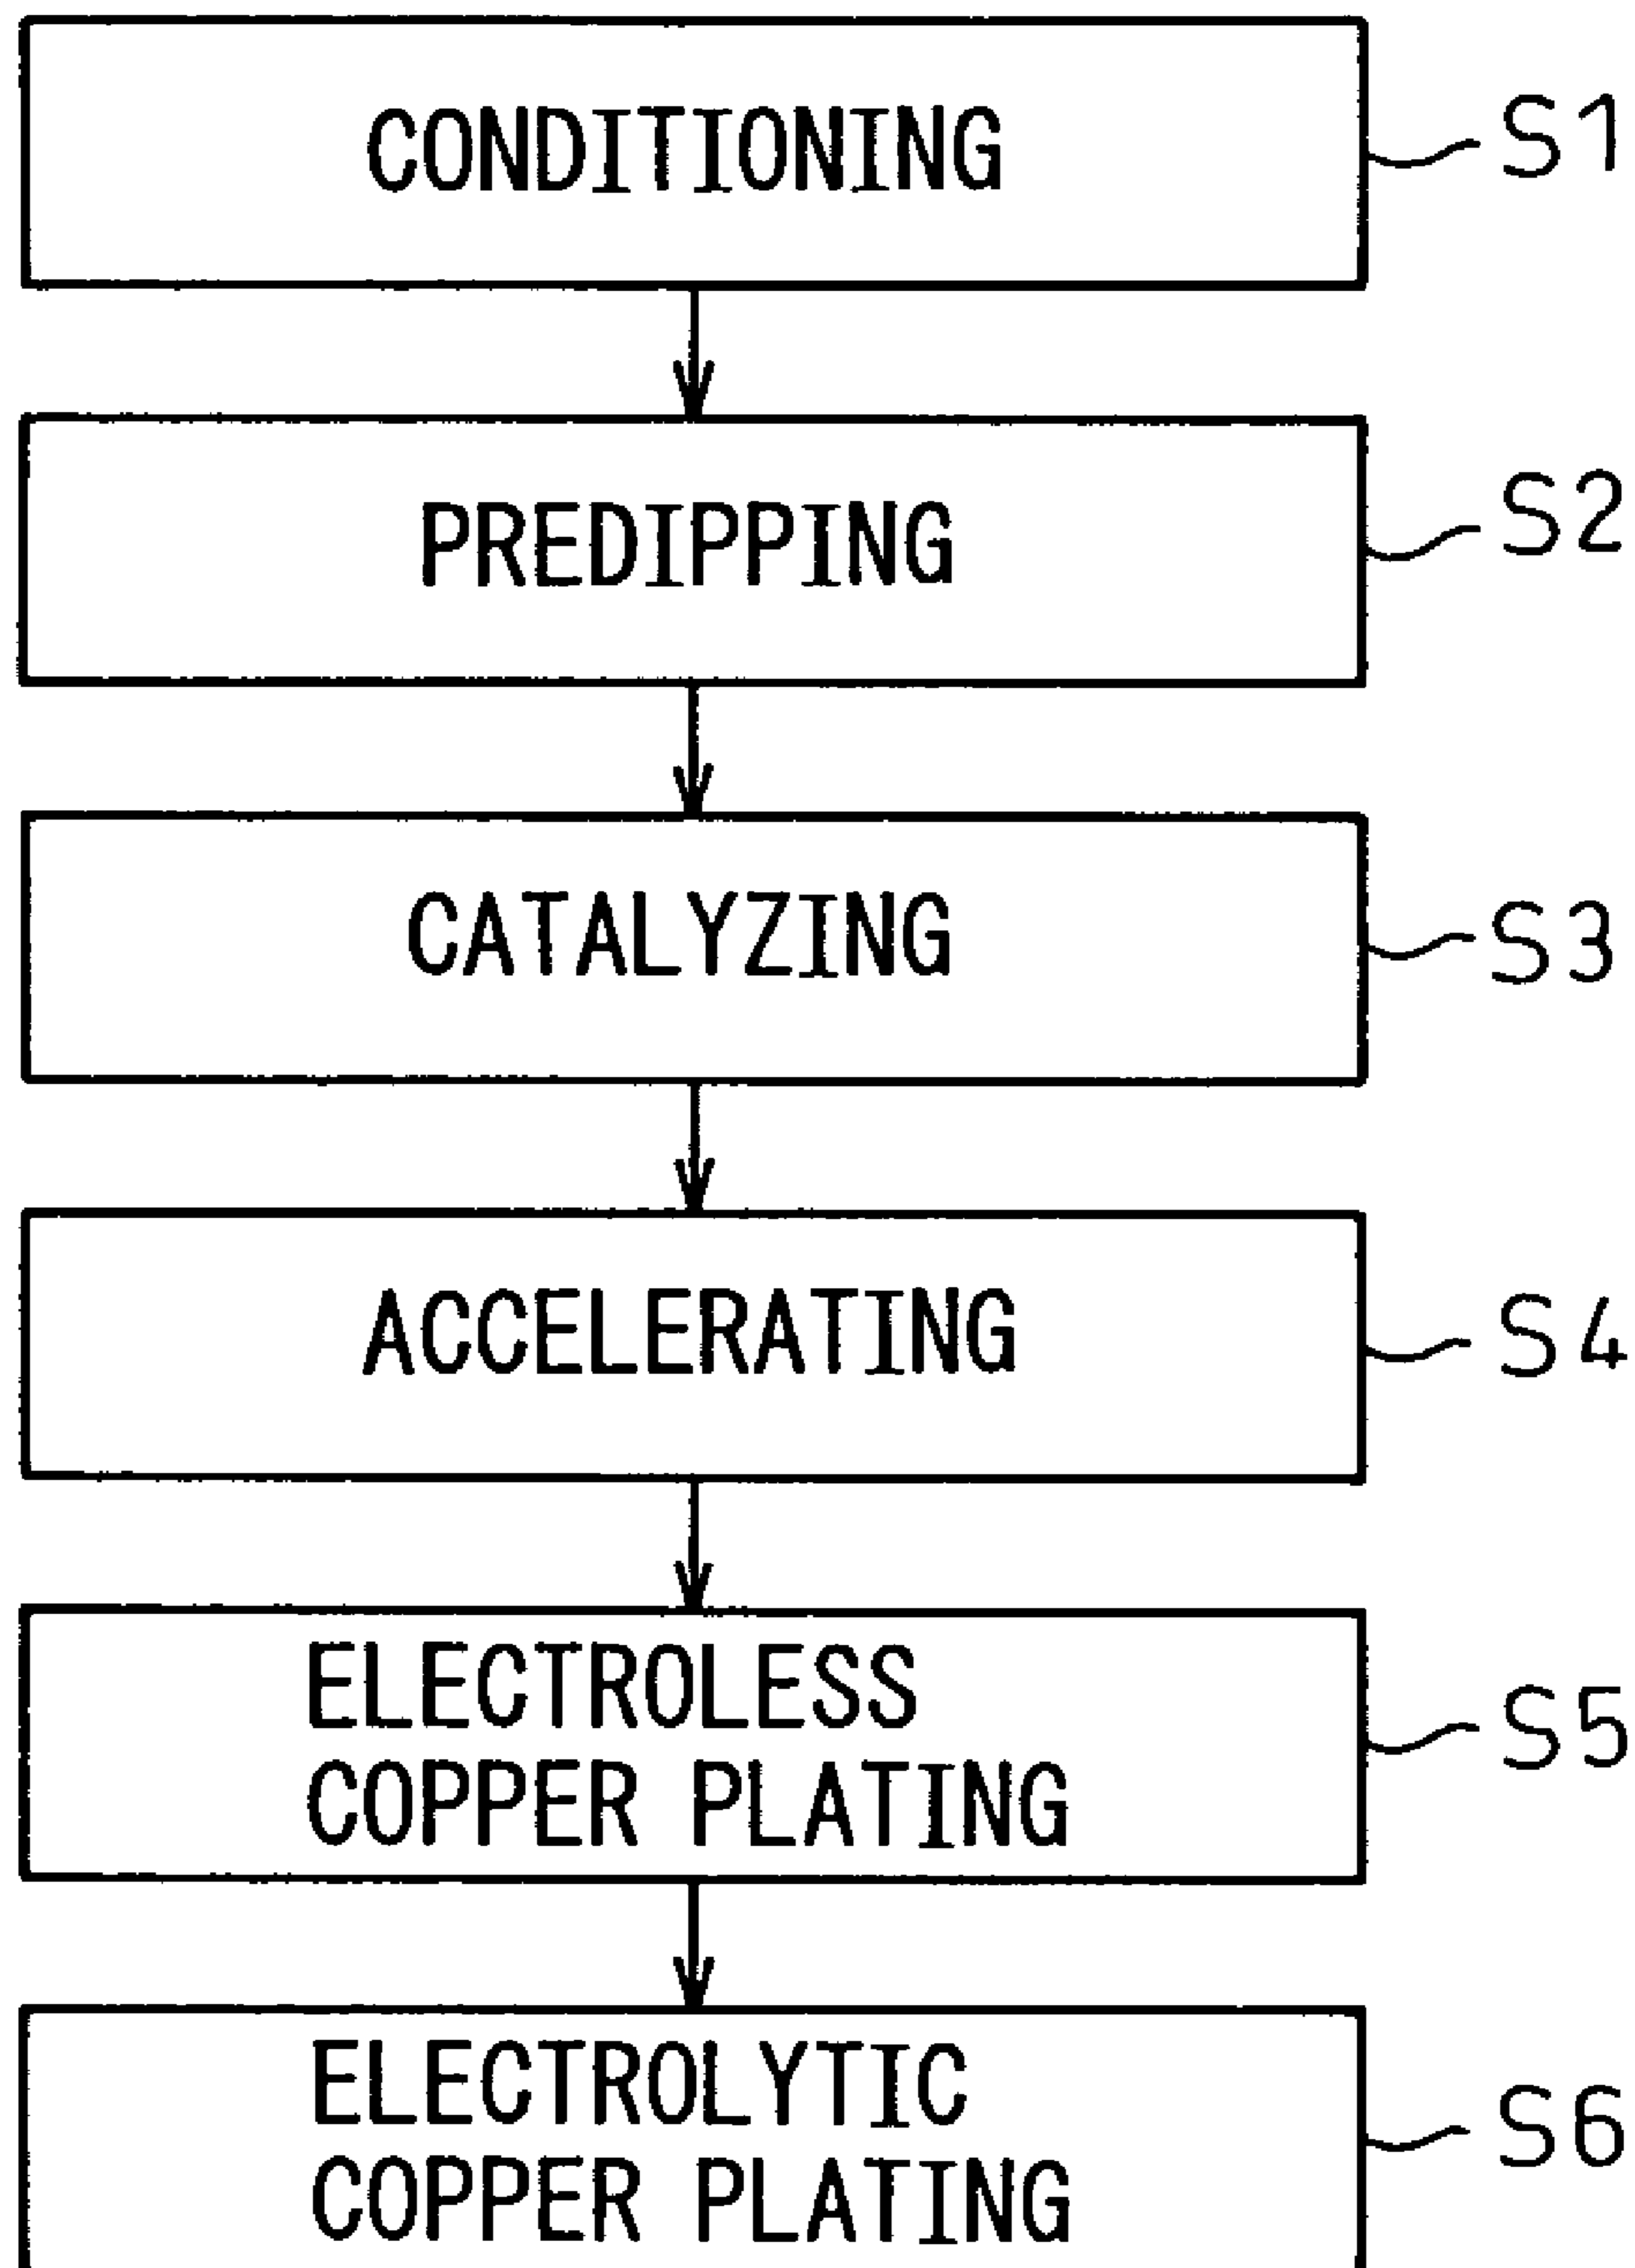 CONDITIONING S1
PREDIPPING S2
CATALYZING S3
ACCELERATING S4
ELECTROLESS
COPPER PLATING S5
ELECTROLYTIC
COPPER PLATING S6